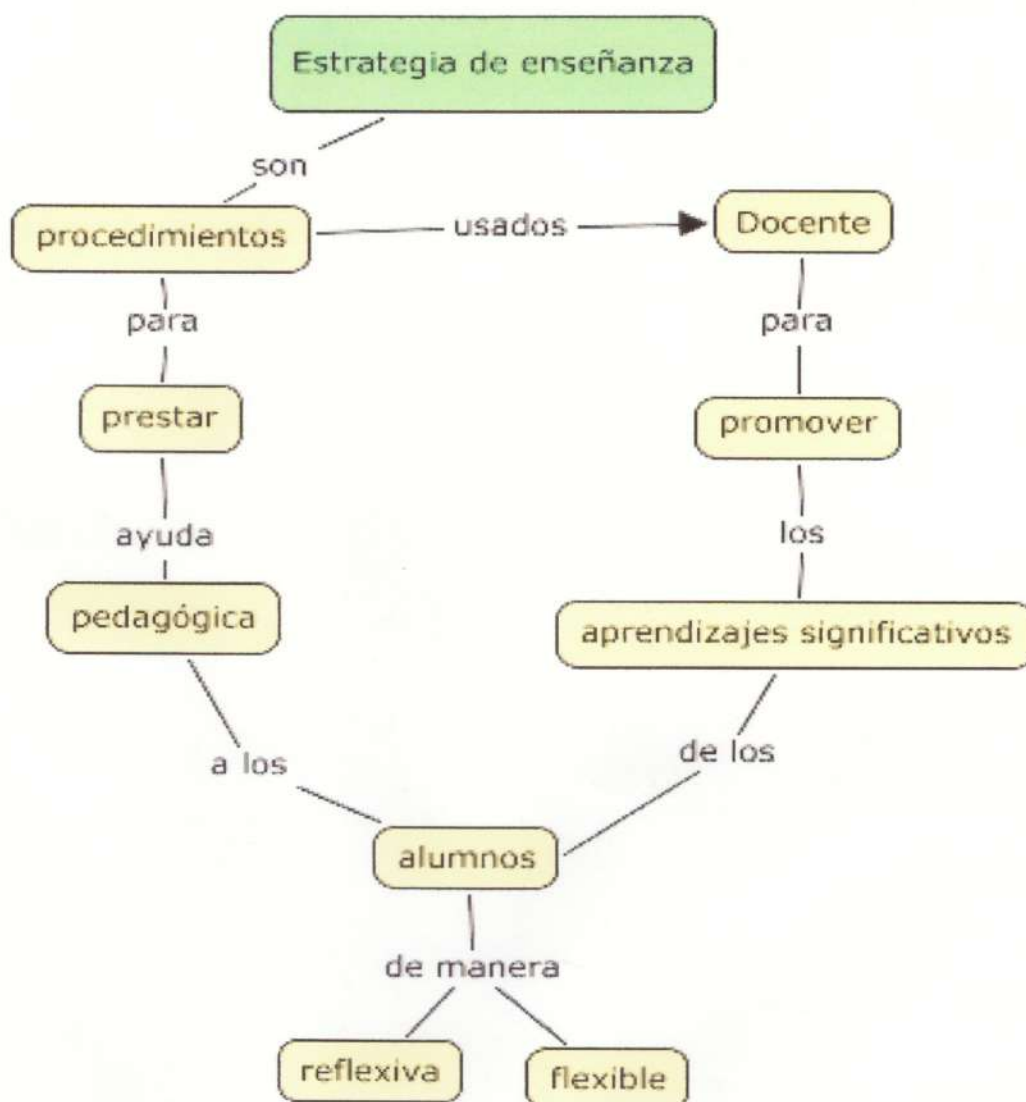 Estrategia de enseñanza
son
procedimientos
usados
Docente
para
para
prestar
promover
ayuda
los
pedagógica
aprendizajes significativos
a los
de los
alumnos
de manera
reflexiva
flexible